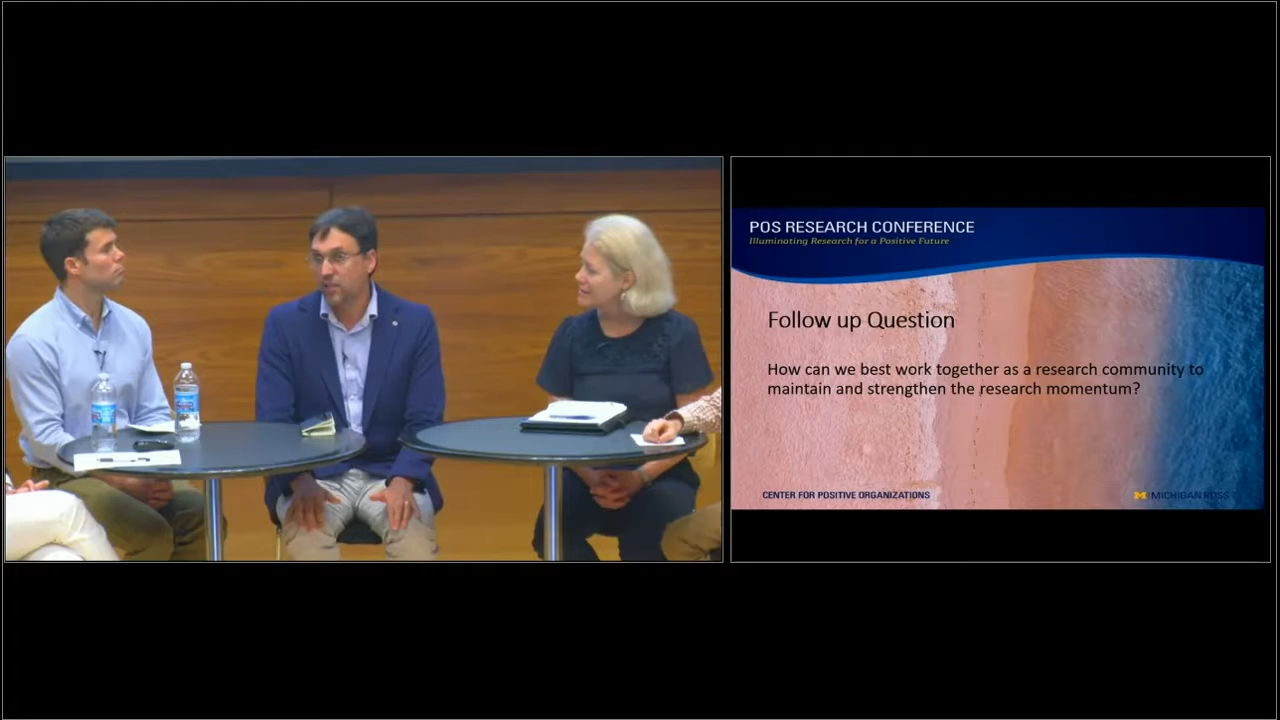 POS RESEARCH CONFERENCE
Illuminating Research for a Positive Future
Follow up Question
How can we best work together as a research community to
maintain and strengthen the research momentum?
CENTER FOR POSITIVE ORGANIZATIONS
M MICHIGAN ROSS